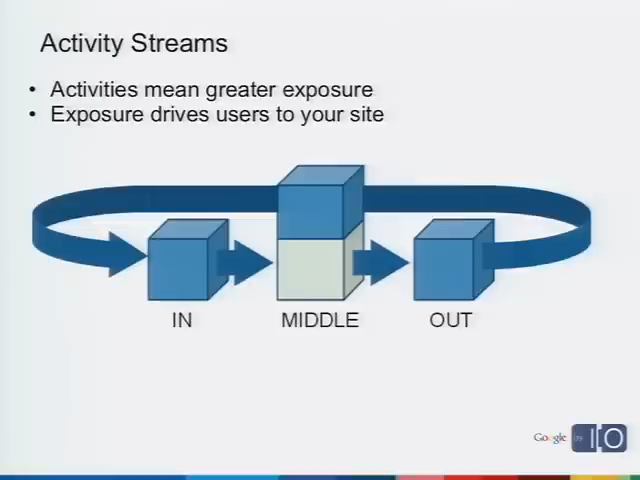 Activity Streams
• Activities mean greater exposure
• Exposure drives users to your site
IN
MIDDLE
OUT
Google I/O